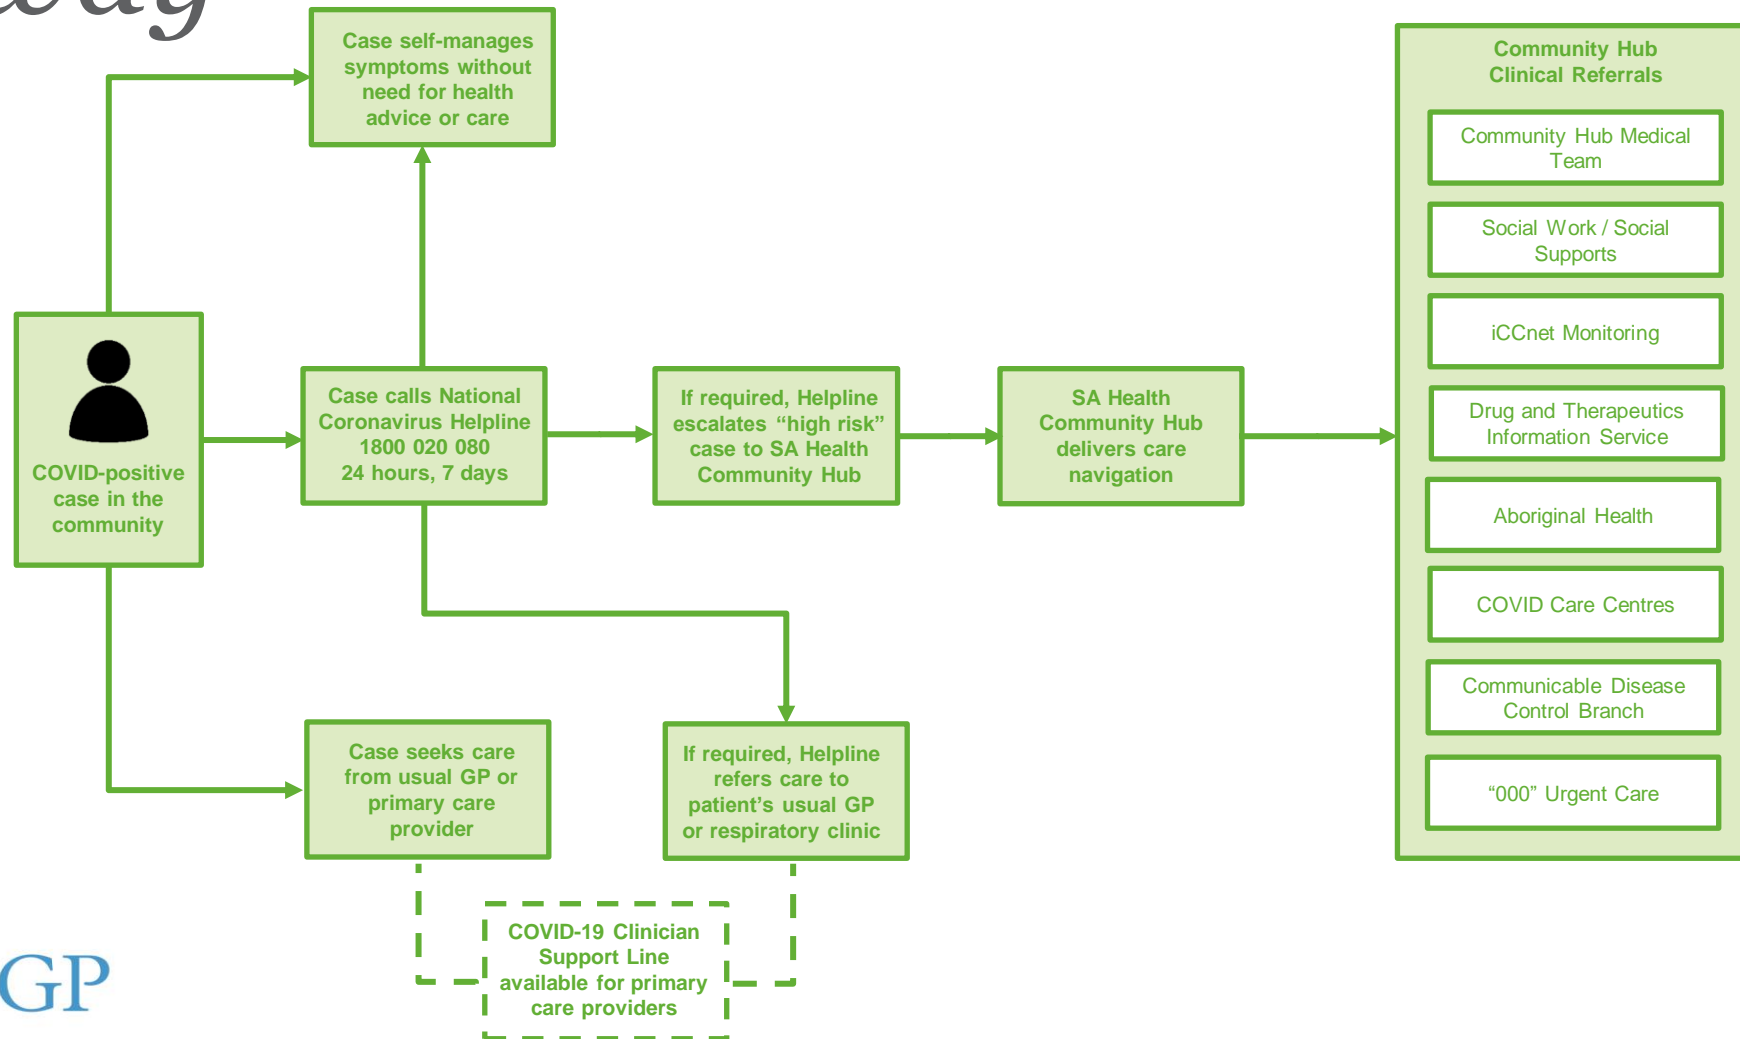 way
Case self-manages
symptoms without
need for health
advice or care
Community Hub
Clinical Referrals
Community Hub Medical
Team
Social Work / Social
Supports
iCCnet Monitoring
Drug and Therapeutics
Information Service
Aboriginal Health
COVID Care Centres
Communicable Disease
Control Branch
“000” Urgent Care
COVID-positive
case in the
community
Case calls National
Coronavirus Helpline
1800 020 080
24 hours, 7 days
If required, Helpline
escalates “high risk”
case to SA Health
Community Hub
SA Health
Community Hub
delivers care
navigation
Case seeks care
from usual GP or
primary care
provider
If required, Helpline
refers care to
patient’s usual GP
or respiratory clinic
COVID-19 Clinician
Support Line
available for primary
care providers
GP